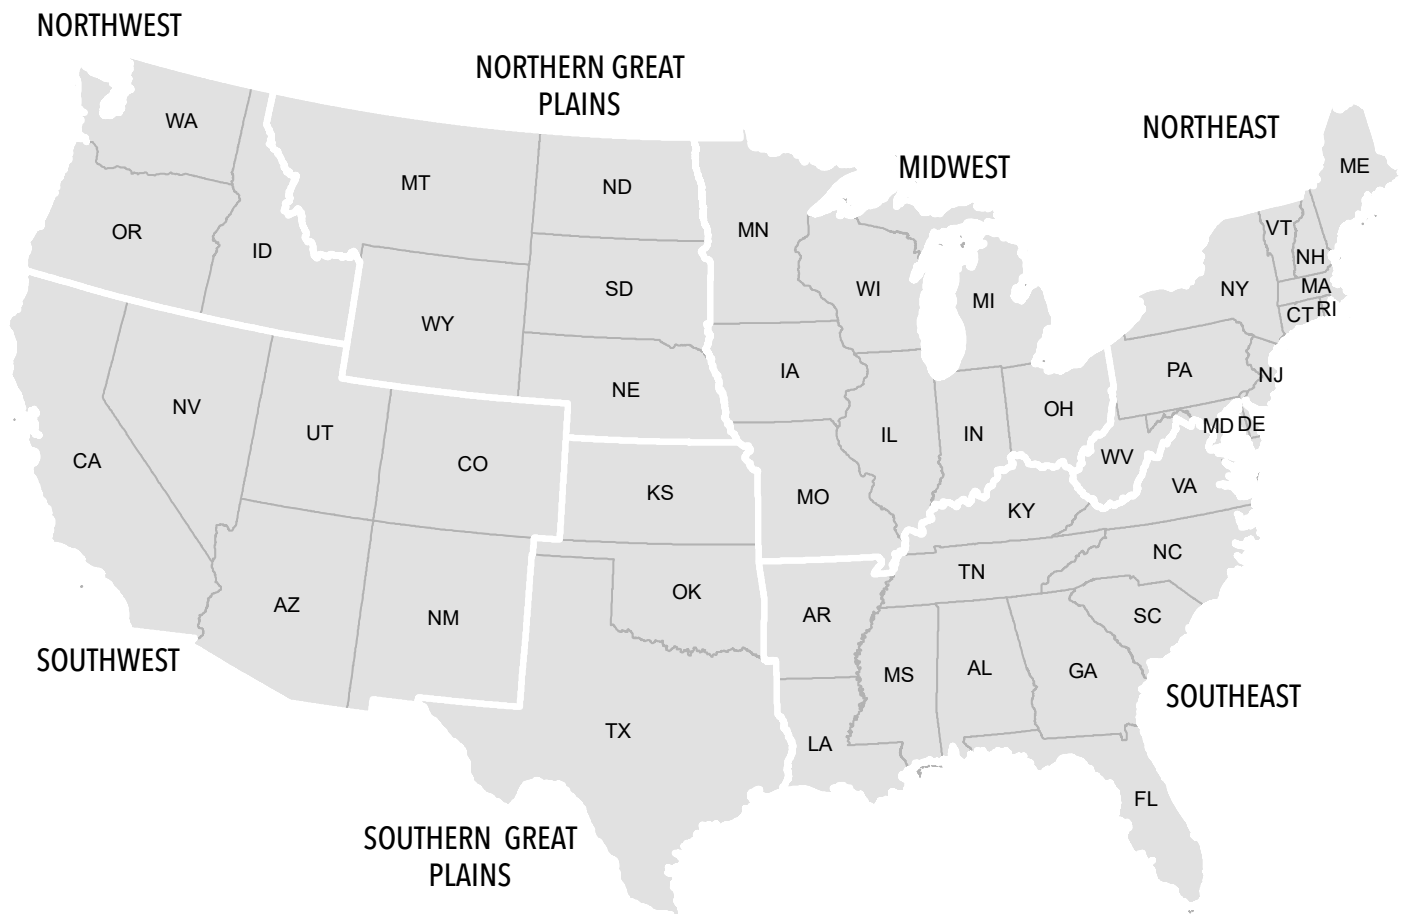 NORTHWEST
NORTHERN GREAT
PLAINS
NORTHEAST
MIDWEST
WA
MT
ND
ME
OR
ID
MN
VT
NH
SD
WI
MI
NY
MA
CT
RI
WY
IA
PA
NJ
NE
NV
UT
OH
MD
DE
IL
IN
CA
CO
WV
KS
MO
VA
KY
NC
TN
OK
AZ
NM
AR
SC
SOUTHWEST
MS
AL
GA
SOUTHEAST
TX
LA
FL
SOUTHERN GREAT
PLAINS